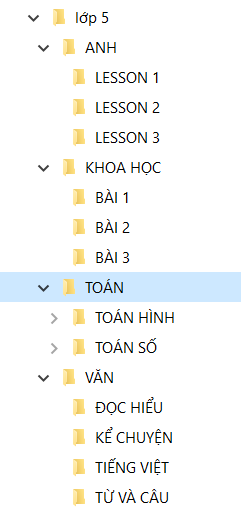 lớp 5
ANH
LESSON 1
LESSON 2
LESSON 3
KHOA HỌC
BÀI 1
BÀI 2
BÀI 3
TOÁN
TOÁN HÌNH
TOÁN SỐ
VĂN
ĐỌC HIỂU
KỂ CHUYỆN
TIẾNG VIỆT
TỪ VÀ CÂU